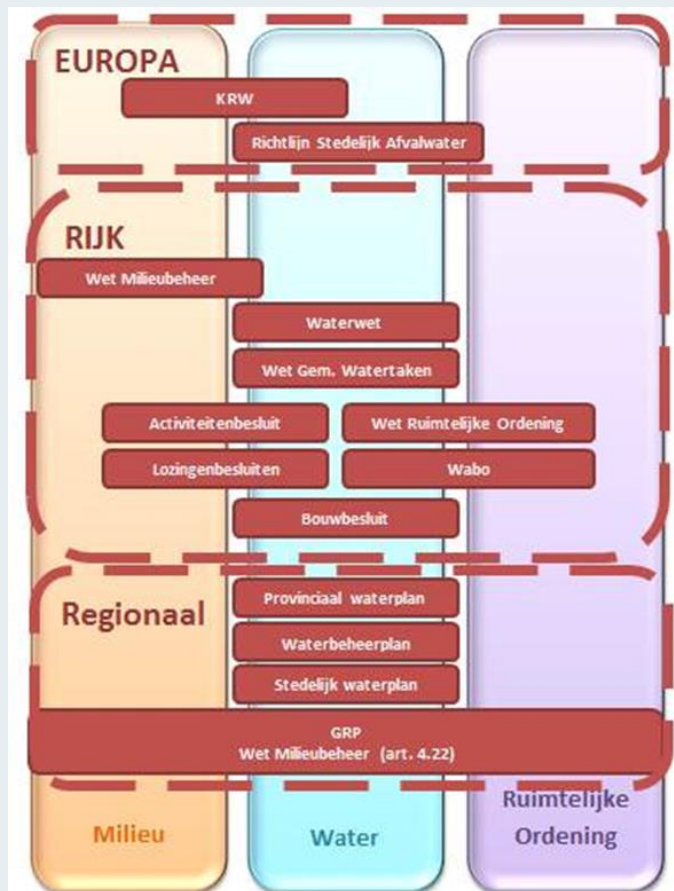 EUROPA
KRW
Richtlijn Stedelijk Afvalwater
RIJK
Wet Milieubeheer
Waterwet
Wet Gem. Watertaken
Activiteitenbesluit
Wet Ruimtelijke Ordening
Lozingenbesluiten
Wabo
Bouwbesluit
Regionaal
Provinciaal waterplan
Waterbeheerplan
Stedelijk waterplan
GRP
Wet Milieubeheer (art. 4.22)
Milieu
Water
Ruimtelijke
Ordening